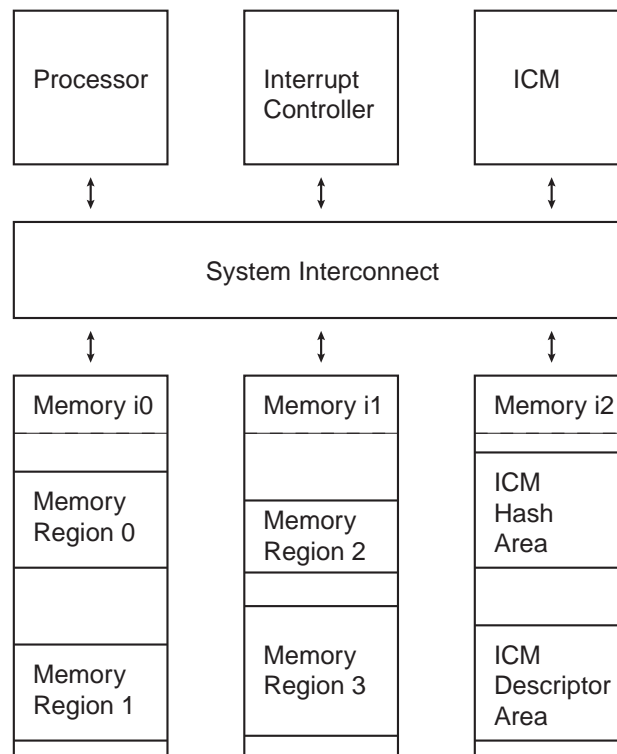 Processor
Interrupt
Controller
ICM
System Interconnect
Memory i0
Memory i1
Memory i2
Memory
Region 0
Memory
Region 2
ICM
Hash
Area
Memory
Region 1
Memory
Region 3
ICM
Descriptor
Area